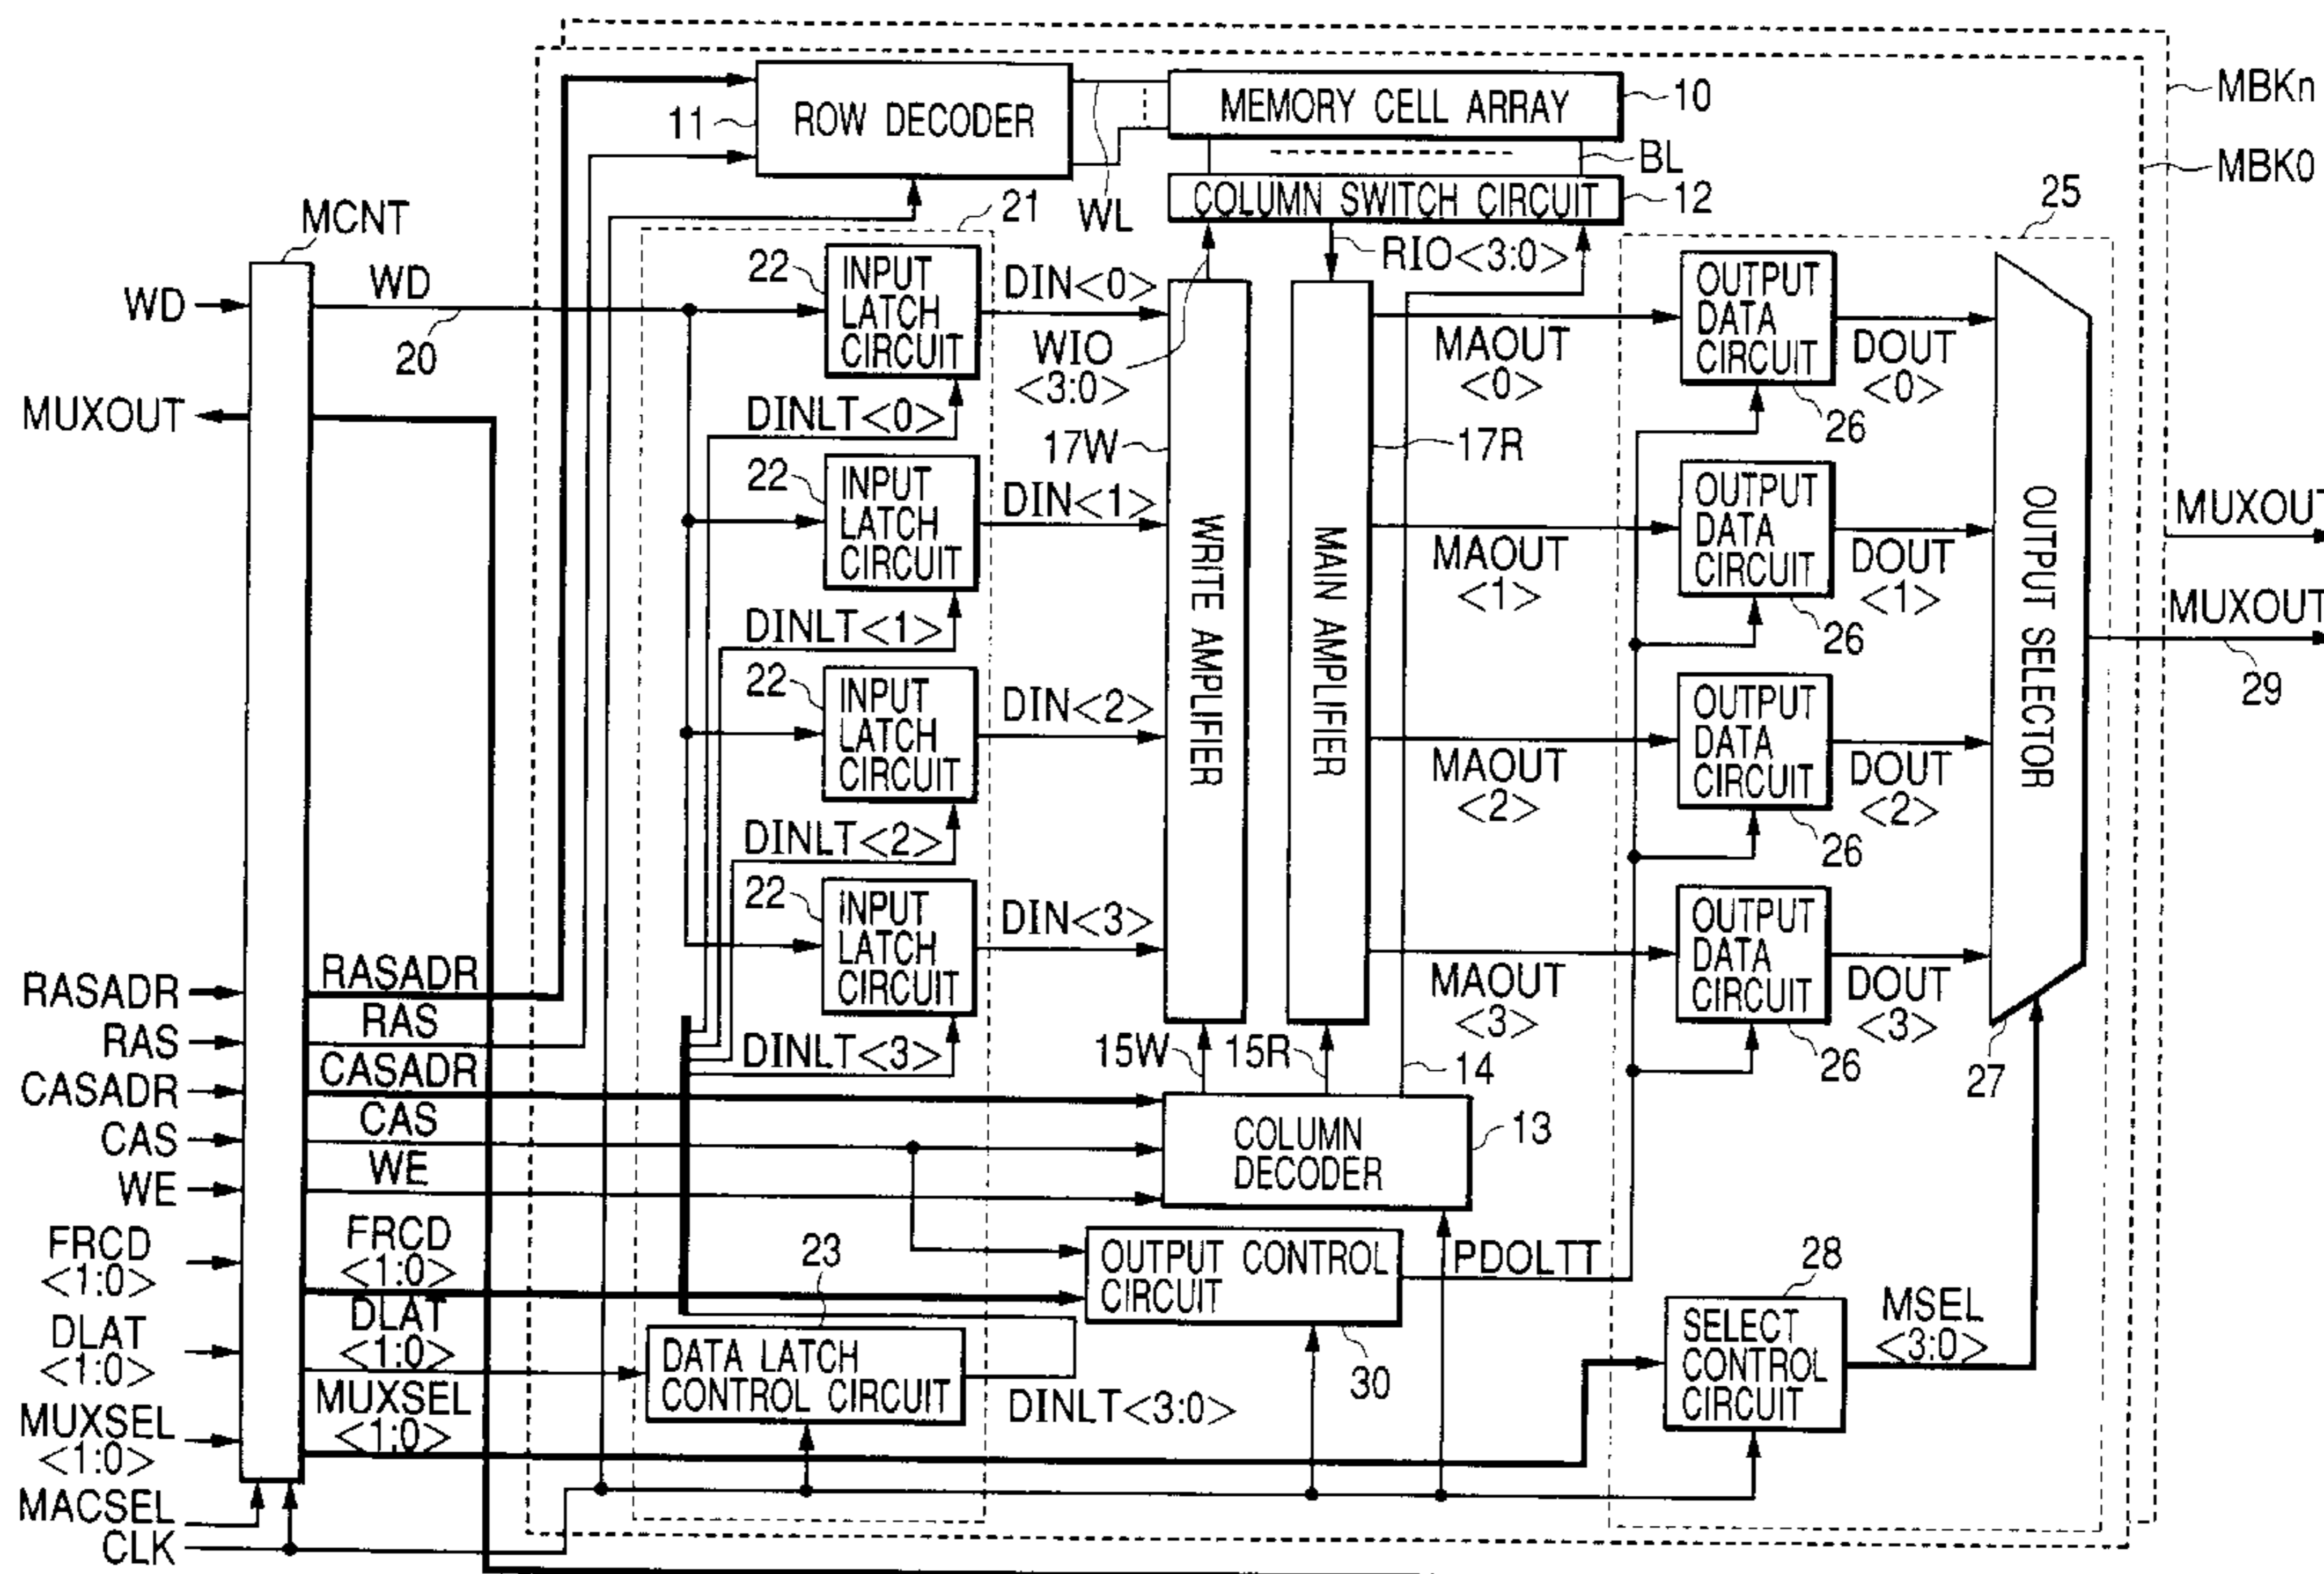 MBKn
ROW DECODER
11
MEMORY CELL ARRAY
10
BL
MBK0
COLUMN SWITCH CIRCUIT
12
WL
21
25
MCNT
WD
WD
20
22
INPUT
LATCH
CIRCUIT
DIN<0>
WIO
<3:0>
RIO<3:0>
MAOUT
<0>
OUTPUT
DATA
CIRCUIT
DOUT
<0>
26
MUXOUT
DINLT<0>
17W
17R
22
INPUT
LATCH
CIRCUIT
DIN<1>
WRITE AMPLIFIER
MAIN AMPLIFIER
MAOUT
<1>
OUTPUT
DATA
CIRCUIT
DOUT
<1>
26
OUTPUT SELECTOR
MUXOUT
MUXOUT
29
DINLT<1>
22
INPUT
LATCH
CIRCUIT
DIN<2>
MAOUT
<2>
OUTPUT
DATA
CIRCUIT
DOUT
<2>
26
DINLT<2>
22
INPUT
LATCH
CIRCUIT
DIN<3>
MAOUT
<3>
OUTPUT
DATA
CIRCUIT
DOUT
<3>
26
27
DINLT<3>
15W
15R
14
RASADR
RASADR
RAS
RAS
CASADR
CASADR
CAS
CAS
WE
WE
COLUMN
DECODER
13
FRCD
<1:0>
FRCD
<1:0>
23
OUTPUT CONTROL
CIRCUIT
PDOLTT
30
28
DLAT
<1:0>
DLAT
<1:0>
DATA LATCH
CONTROL CIRCUIT
DINLT<3:0>
SELECT
CONTROL
CIRCUIT
MSEL
<3:0>
MUXSEL
<1:0>
MUXSEL
<1:0>
MACSEL
CLK